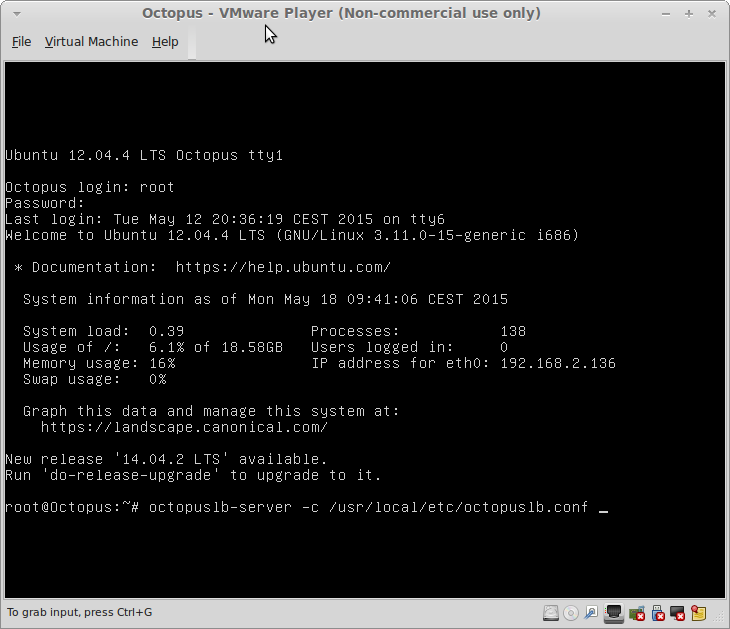 Octopus - VMware Player (Non-commercial use only)
File Virtual Machine Help
Ubuntu 12.04.4 LTS Octopus tty1
Octopus login: root
Password:
Last login: Tue May 12 20:36:19 CEST 2015 on tty6
Welcome to Ubuntu 12.04.4 LTS (GNU/Linux 3.11.0-15-generic i686)
* Documentation:  https://help.ubuntu.com/
System information as of Mon May 18 09:41:06 CEST 2015
System load:  0.39 Processes: 138
Usage of /:   6.1% of 18.58GB Users logged in: 0
Memory usage: 16% IP address for eth0: 192.168.2.136
Swap usage:   0%
Graph this data and manage this system at:
https://landscape.canonical.com/
New release '14.04.2 LTS' available.
Run 'do-release-upgrade' to upgrade to it.
root@Octopus:~# octopuslb-server -c /usr/local/etc/octopuslb.conf _
To grab input, press Ctrl+G